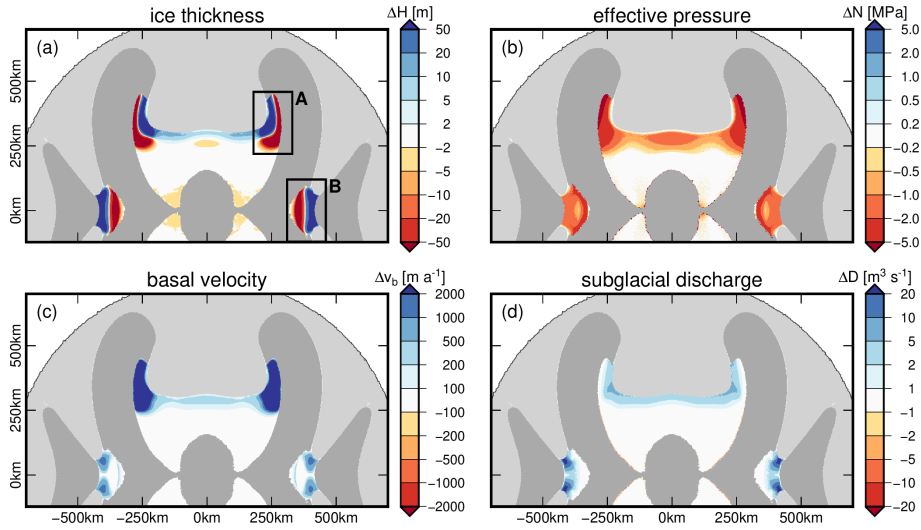 ice thickness
ΔH [m]
effective pressure
ΔN [MPa]
(a)
A
B
500km
250km
0km
50
20
10
5
2
−2
−5
−10
−20
−50
(b)
5.0
2.0
1.0
0.5
0.2
−0.2
−0.5
−1.0
−2.0
−5.0
basal velocity
Δv_b [m a⁻¹]
subglacial discharge
ΔD [m³ s⁻¹]
(c)
500km
250km
0km
2000
1000
500
200
100
−100
−200
−500
−1000
−2000
(d)
20
10
5
2
1
−1
−2
−5
−10
−20
−500km −250km 0km 250km 500km
−500km −250km 0km 250km 500km